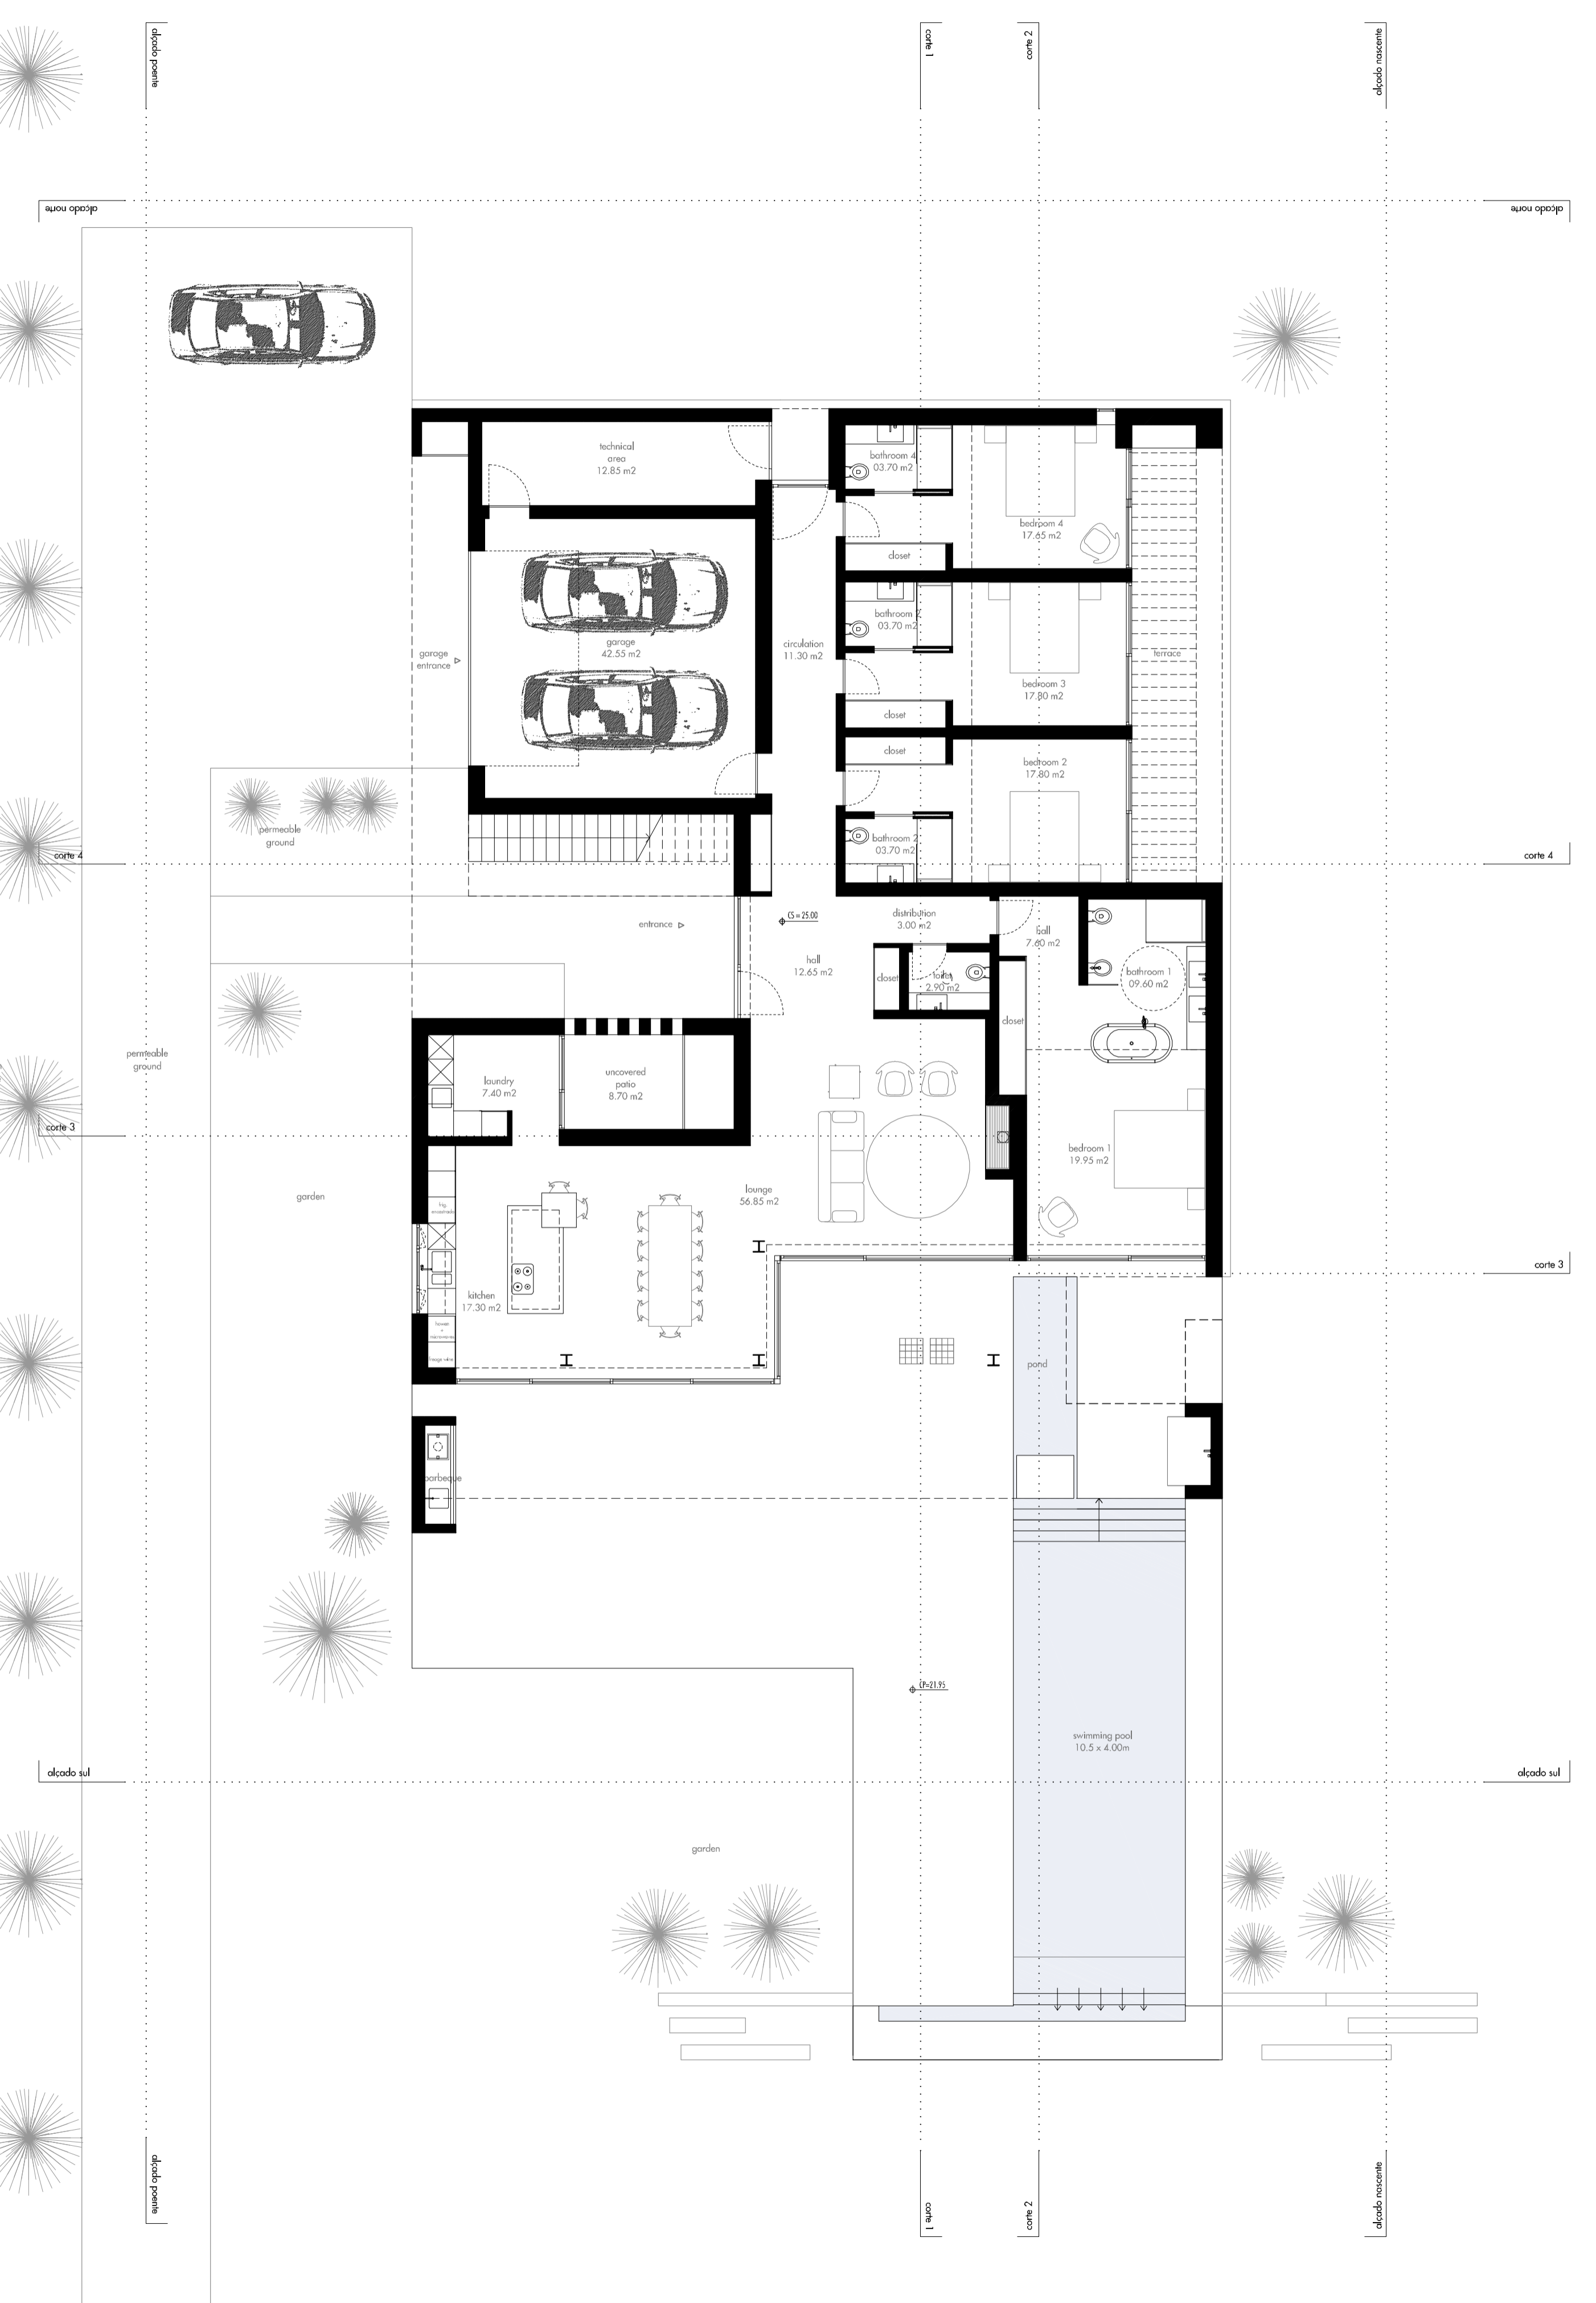 alçado poente
corte 1
corte 2
alçado nascente
alçado norte
alçado norte
technical
area
12.85 m2
bathroom 4
03.70 m2
bedroom 4
17.65 m2
closet
garage
entrance
garage
42.55 m2
circulation
11.30 m2
bathroom
03.70 m2
bedroom 3
17.80 m2
terrace
closet
closet
bedroom 2
17.80 m2
permeable
ground
bathroom 2
03.70 m2
corte 4
corte 4
entrance
CS = 25.00
distribution
3.00 m2
hall
7.60 m2
hall
12.65 m2
closet
toilet
2.90 m2
bathroom 1
09.60 m2
closet
permeable
ground
laundry
7.40 m2
uncovered
patio
8.70 m2
corte 3
bedroom 1
19.95 m2
garden
lounge
56.85 m2
frig.
corte 3
kitchen
17.30 m2
pond
barbeque
CP=21.95
swimming pool
10.5 x 4.00m
alçado sul
alçado sul
garden
alçado poente
corte 1
corte 2
alçado nascente